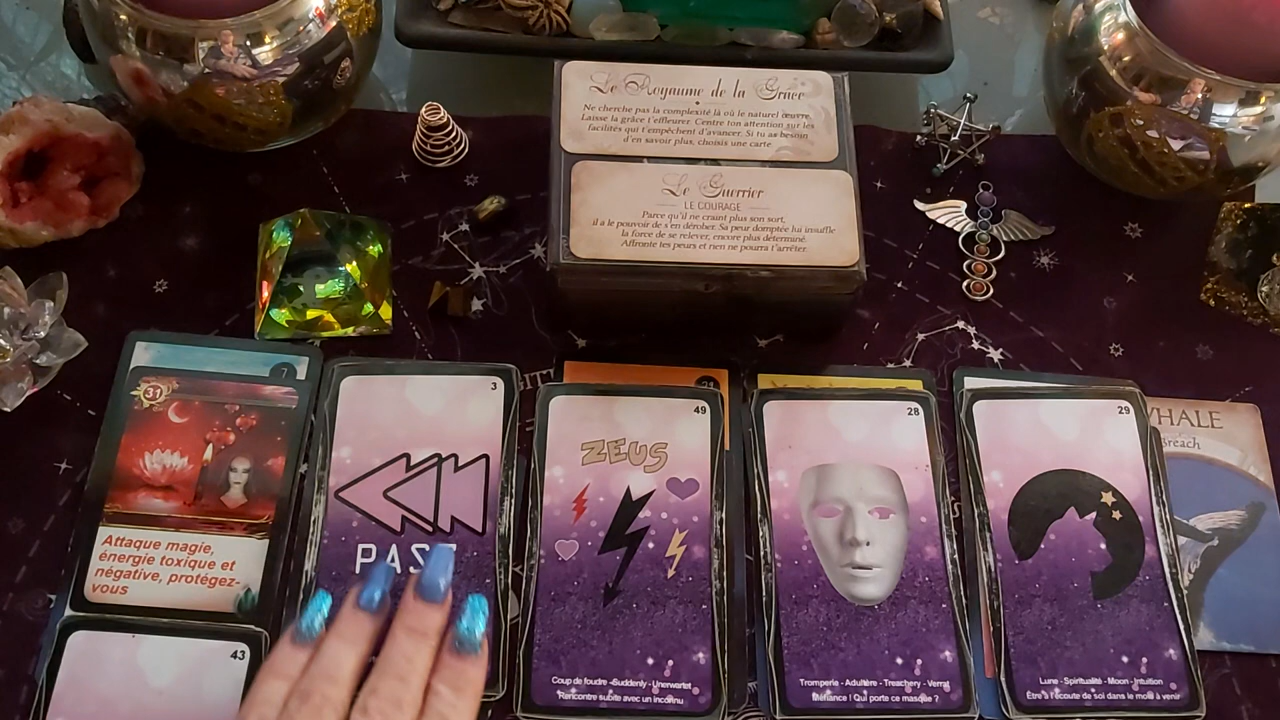 Le Royaume de la Grâce
Ne cherche pas la complexité là où le naturel œuvre.
Laisse la grâce t'effleurer. Centre ton attention sur les
facilités qui t'empêchent d'avancer. Si tu as besoin
d'en savoir plus, choisis une carte.
Le Guerrier
LE COURAGE
Parce qu'il ne craint plus son sort,
il a le pouvoir de s'en dérober. Sa peur domptée lui insuffle
la force de se relever, encore plus déterminé.
Affronte tes peurs et rien ne pourra t'arrêter.
7
31
Attaque magie,
énergie toxique et
négative, protégez-
vous
43
3
PAST
21
49
ZEUS
Coup de foudre - Suddenly - Unerwartet
Rencontre subite avec un inconnu
28
Tromperie - Adultère - Treachery - Verrat
Méfiance ! Qui porte ce masque ?
29
Lune - Spiritualité - Moon - Intuition
Être à l'écoute de soi dans le mois à venir
WHALE
Breach